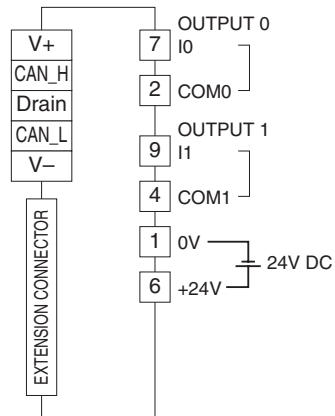 V+
CAN_H
Drain
CAN_L
V–
EXTENSION CONNECTOR
OUTPUT 0
7 I0
2 COM0
OUTPUT 1
9 I1
4 COM1
1 0V
6 +24V
24V DC